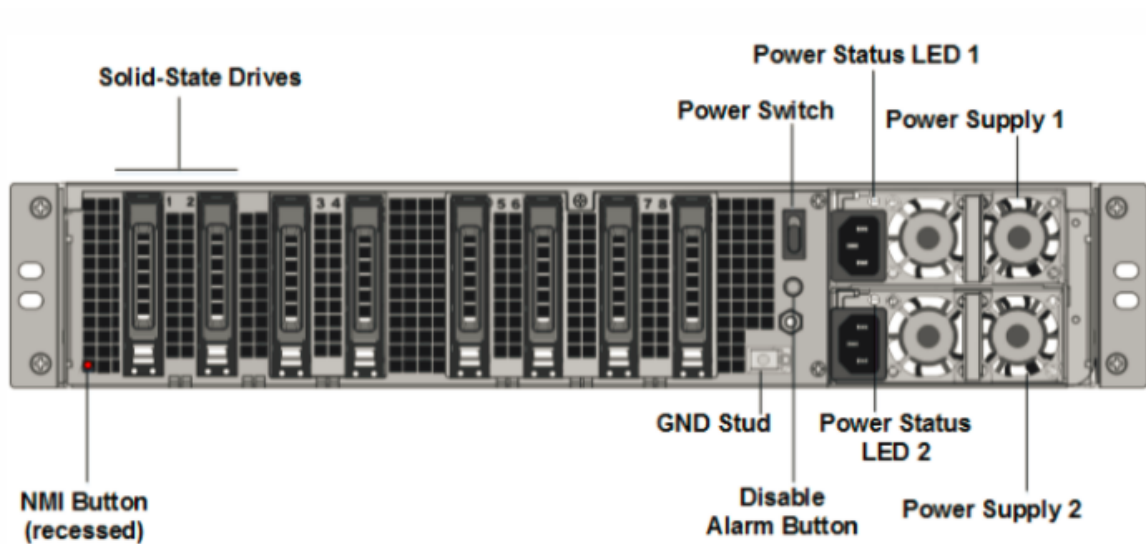 Power Status LED 1
Solid-State Drives
Power Switch
Power Supply 1
1 2
3 4
5 6
7 8
GND Stud
Power Status
LED 2
NMI Button
(recessed)
Disable
Alarm Button
Power Supply 2